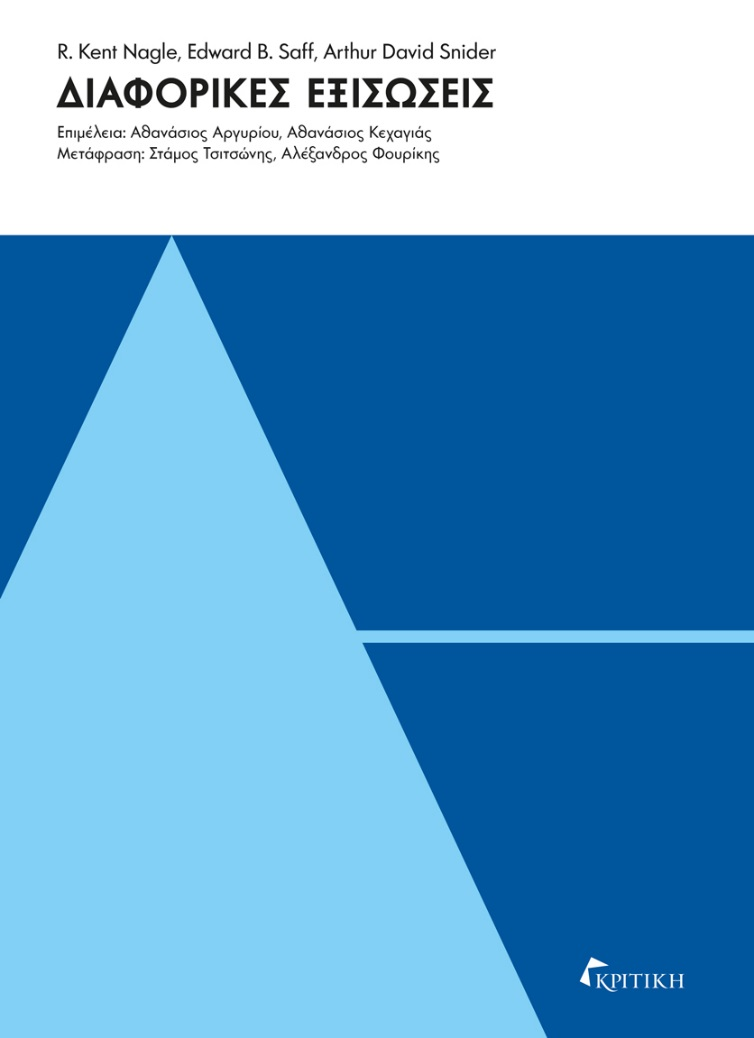 R. Kent Nagle, Edward B. Saff, Arthur David Snider
ΔΙΑΦΟΡΙΚΕΣ ΕΞΙΣΩΣΕΙΣ
Επιμέλεια: Αθανάσιος Αργυρίου, Αθανάσιος Κεχαγιάς
Μετάφραση: Στάμος Τσιτσώνης, Αλέξανδρος Φουρίκης
ΚΡΙΤΙΚΗ